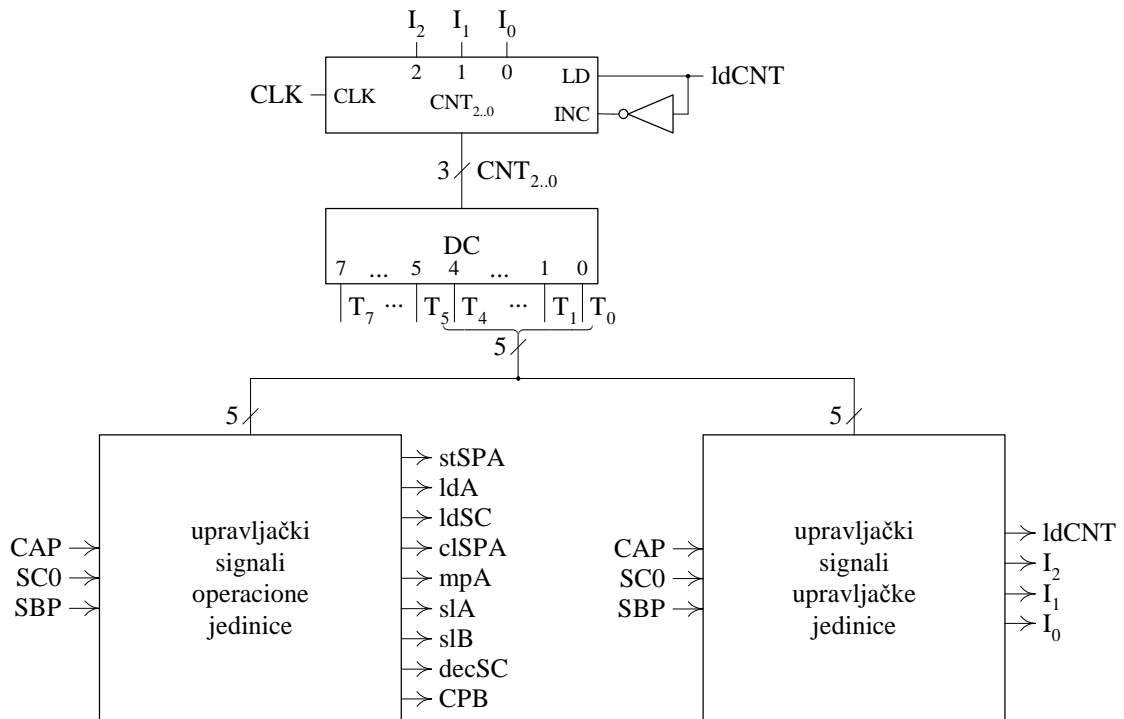 I₂ I₁ I₀
2 1 0 LD ldCNT
CLK CLK CNT₂..₀ INC
3 CNT₂..₀
DC
7 ... 5 4 ... 1 0
T₇ ... T₅ T₄ ... T₁ T₀
5
5 5
stSPA
ldA
ldSC
clSPA
mpA
slA
slB
decSC
CPB
CAP
SC0
SBP
upravljački
signali
operacione
jedinice
CAP
SC0
SBP
upravljački
signali
upravljačke
jedinice
ldCNT
I₂
I₁
I₀